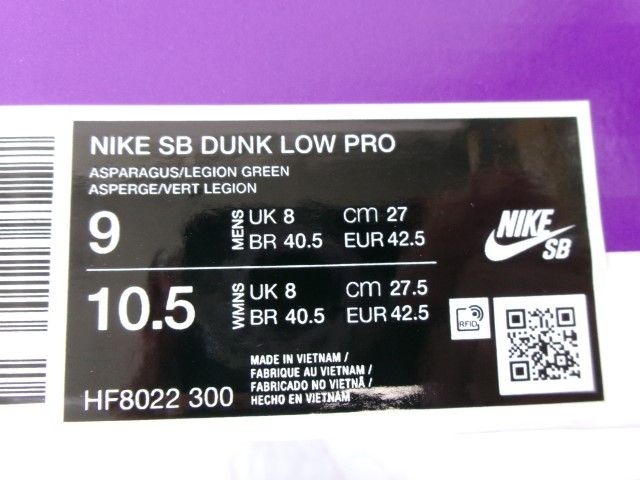 NIKE SB DUNK LOW PRO
ASPARAGUS/LEGION GREEN
ASPERGE/VERT LEGION
9 MENS UK 8 CM 27
BR 40.5 EUR 42.5
NIKE
SB
10.5 WMNS UK 8 CM 27.5
BR 40.5 EUR 42.5
RFID
MADE IN VIETNAM /
FABRIQUE AU VIETNAM /
FABRICADO NO VIETNÃ /
HECHO EN VIETNAM
HF8022 300